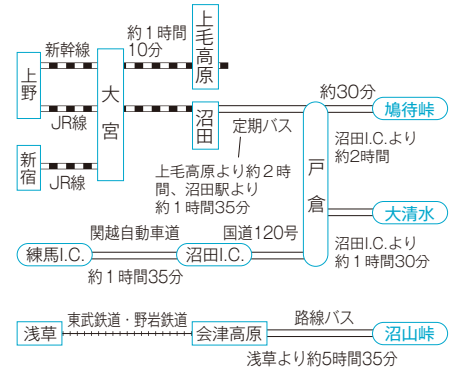 上毛高原
約１時間
10分
新幹線
上野
大宮
JR線
沼田
新宿
JR線
定期バス
上毛高原より約２時
間、沼田駅より
約１時間35分
戸倉
約30分
鳩待峠
沼田I.C.より
約2時間
大清水
沼田I.C.より
約１時間30分
関越自動車道
国道120号
練馬I.C.
沼田I.C.
約１時間35分
東武鉄道・野岩鉄道
路線バス
浅草
会津高原
沼山峠
浅草より約5時間35分